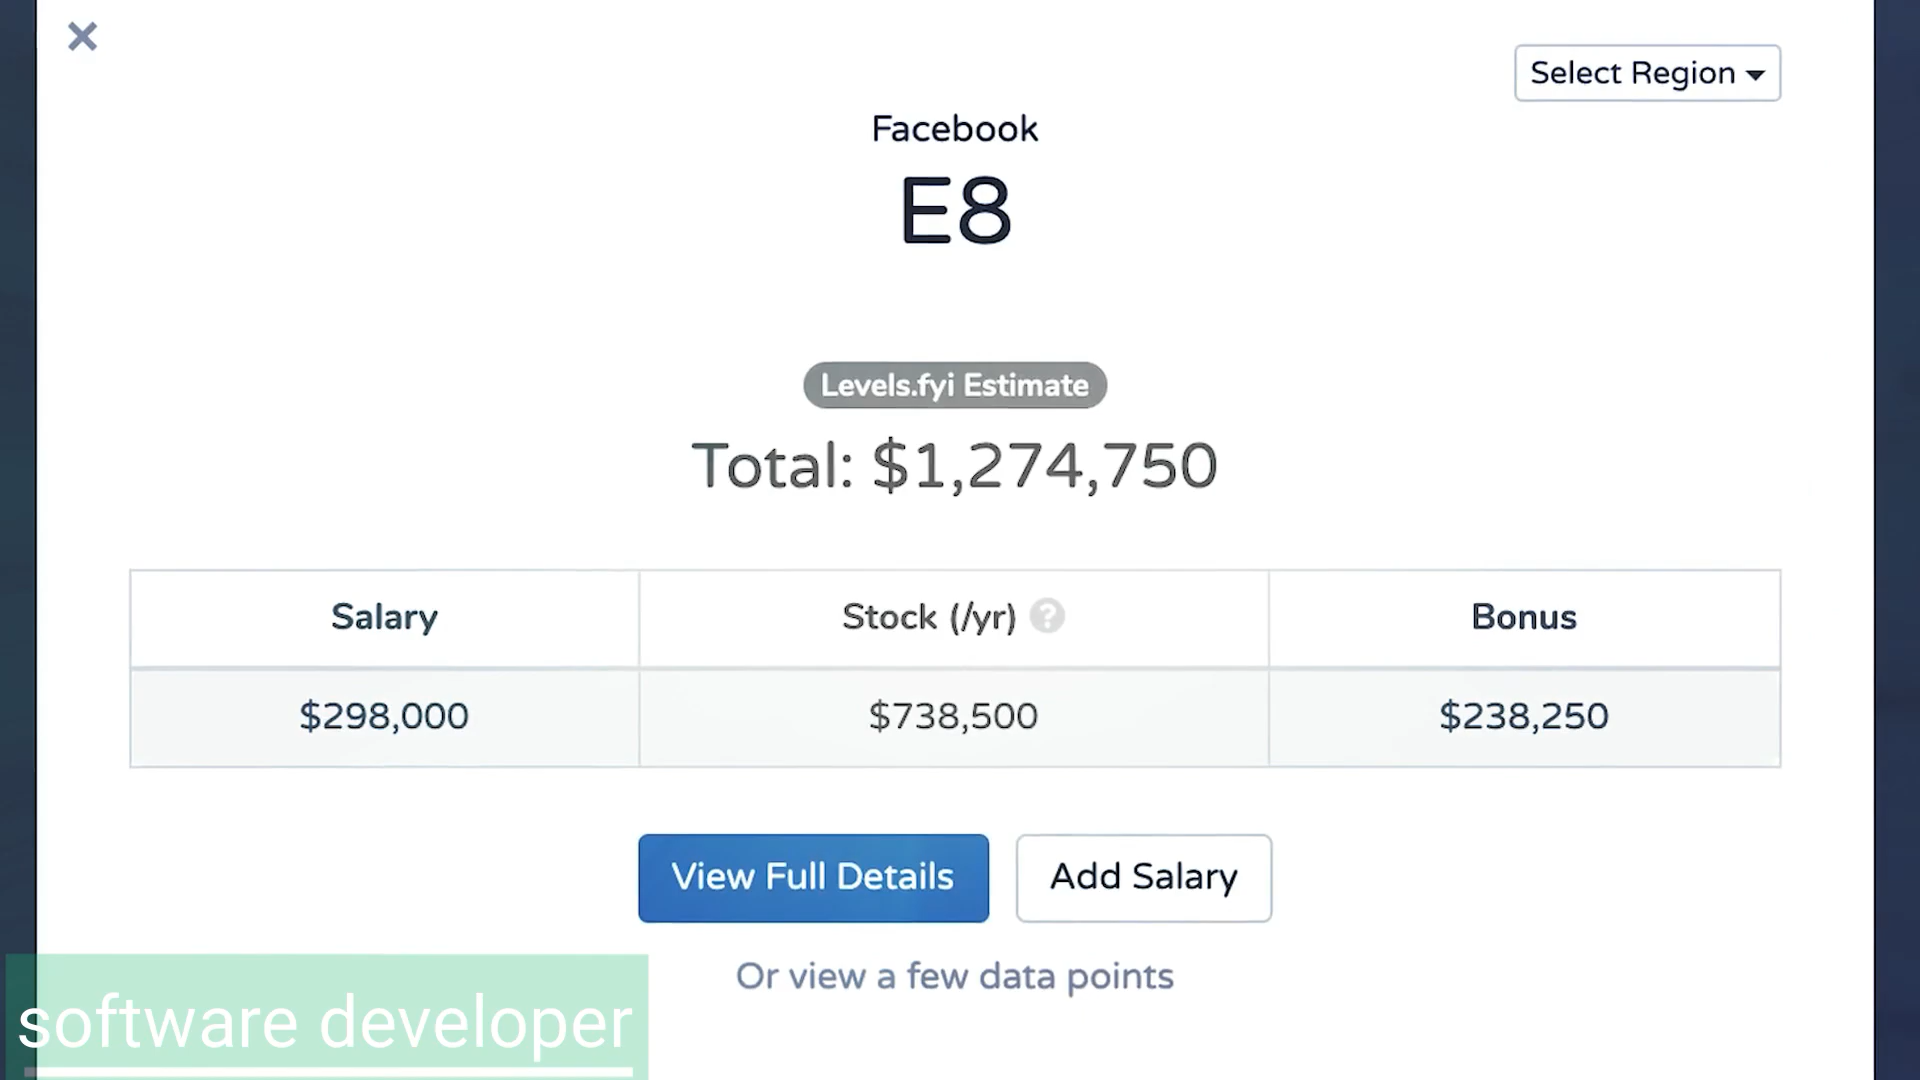 Select Region
Facebook
E8
Levels.fyi Estimate
Total: $1,274,750
Salary Stock (/yr) ? Bonus
$298,000 $738,500 $238,250
View Full Details Add Salary
Or view a few data points
software developer